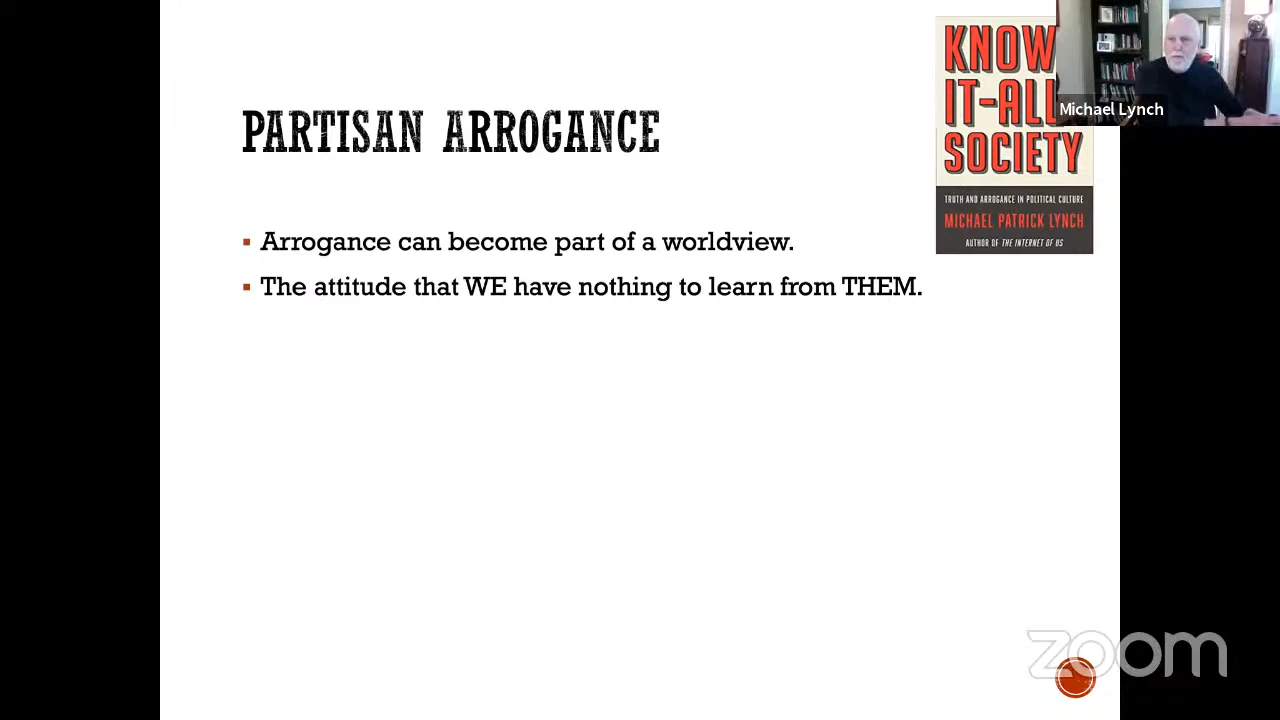 PARTISAN ARROGANCE
▪ Arrogance can become part of a worldview.
▪ The attitude that WE have nothing to learn from THEM.
KNOW
IT-ALL
SOCIETY
TRUTH AND ARROGANCE IN POLITICAL CULTURE
MICHAEL PATRICK LYNCH
AUTHOR OF THE INTERNET OF US
Michael Lynch
zoom